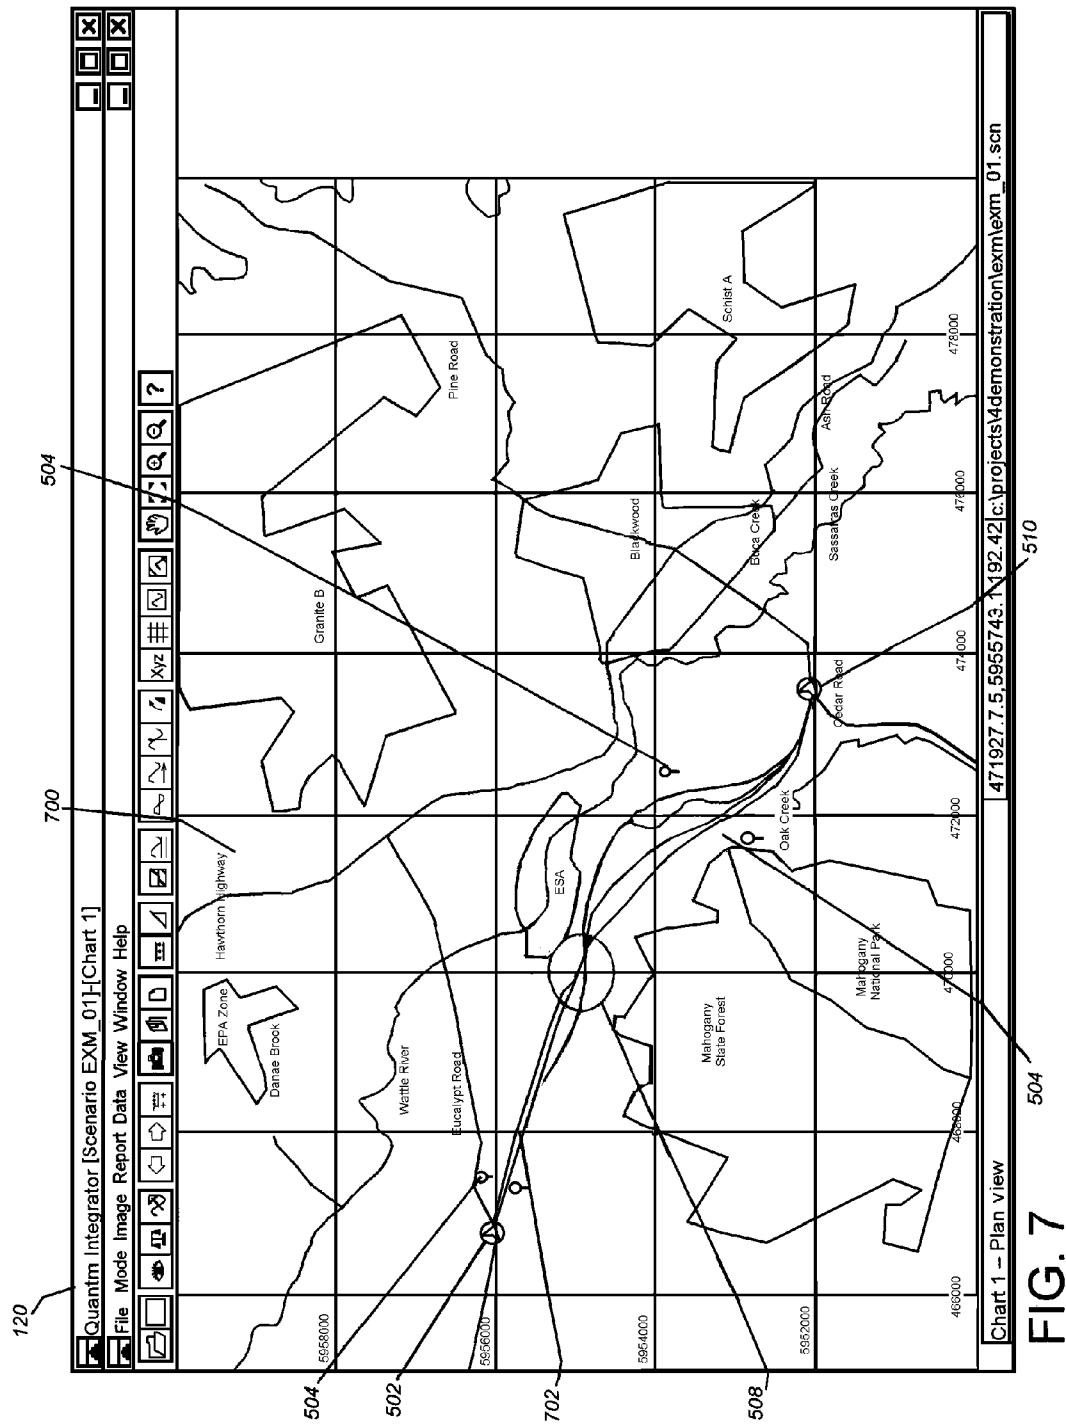 120
Quantm Integrator [Scenario EXM_01]-[Chart 1]
File Mode Image Report Data View Window Help
Xyz
?
700
504
Hawthorn Highway
EPA Zone
Danae Brook
Granite B
Pine Road
Wattle River
Eucalypt Road
ESA
Blackwood
Schist A
Buca Creek
Ash Road
Sassafras Creek
Cedar Road
Oak Creek
Mahogany
State Forest
Mahogany
National Park
5958000
5956000
5954000
5952000
466000
468000
470000
472000
474000
476000
478000
504
502
702
508
504
510
Chart 1 – Plan view
471927.7.5,5955743.1192.42
c:\projects\4demonstration\exm\exm_01.scn
FIG. 7